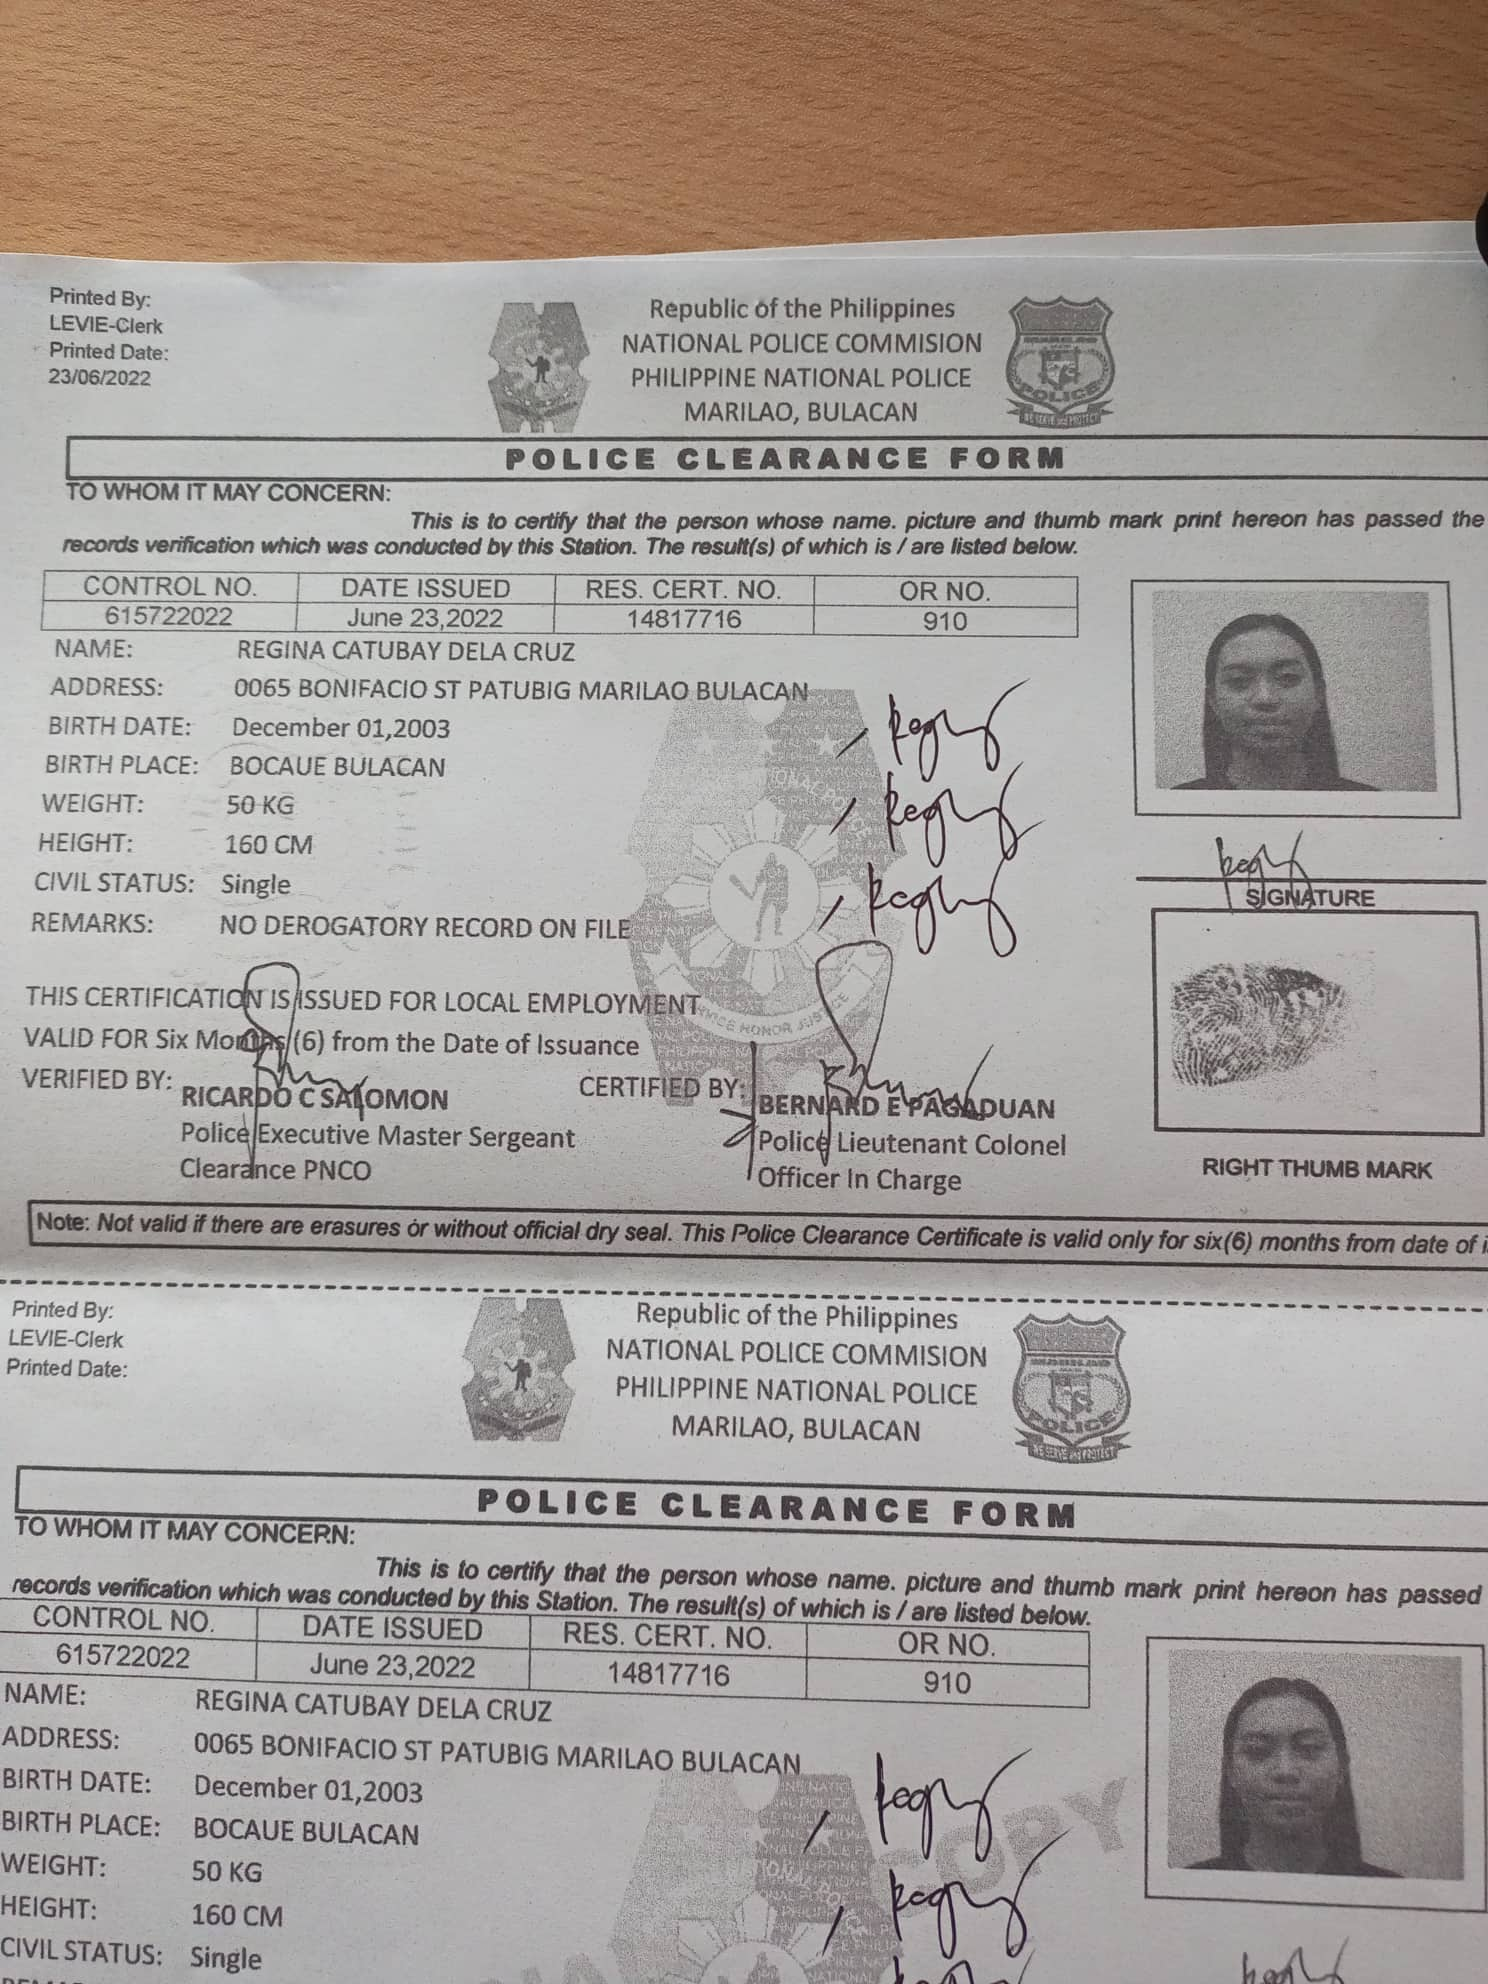 Printed By:
LEVIE-Clerk
Printed Date:
23/06/2022
Republic of the Philippines
NATIONAL POLICE COMMISION
PHILIPPINE NATIONAL POLICE
MARILAO, BULACAN
POLICE CLEARANCE FORM
TO WHOM IT MAY CONCERN:
This is to certify that the person whose name. picture and thumb mark print hereon has passed the
records verification which was conducted by this Station. The result(s) of which is / are listed below.
CONTROL NO. DATE ISSUED RES. CERT. NO. OR NO.
615722022 June 23,2022 14817716 910
NAME: REGINA CATUBAY DELA CRUZ
ADDRESS: 0065 BONIFACIO ST PATUBIG MARILAO BULACAN
BIRTH DATE: December 01,2003
BIRTH PLACE: BOCAUE BULACAN
WEIGHT: 50 KG
HEIGHT: 160 CM
CIVIL STATUS: Single
REMARKS: NO DEROGATORY RECORD ON FILE
SIGNATURE
THIS CERTIFICATION IS ISSUED FOR LOCAL EMPLOYMENT
VALID FOR Six Months (6) from the Date of Issuance
VERIFIED BY: RICARDO C SALOMON
Police Executive Master Sergeant
Clearance PNCO
CERTIFIED BY: BERNARD E PAGADUAN
Police Lieutenant Colonel
Officer In Charge
RIGHT THUMB MARK
Note: Not valid if there are erasures or without official dry seal. This Police Clearance Certificate is valid only for six(6) months from date of
Printed By:
LEVIE-Clerk
Printed Date:
Republic of the Philippines
NATIONAL POLICE COMMISION
PHILIPPINE NATIONAL POLICE
MARILAO, BULACAN
POLICE CLEARANCE FORM
TO WHOM IT MAY CONCERN:
This is to certify that the person whose name. picture and thumb mark print hereon has passed
records verification which was conducted by this Station. The result(s) of which is / are listed below.
CONTROL NO. DATE ISSUED RES. CERT. NO. OR NO.
615722022 June 23,2022 14817716 910
NAME: REGINA CATUBAY DELA CRUZ
ADDRESS: 0065 BONIFACIO ST PATUBIG MARILAO BULACAN
BIRTH DATE: December 01,2003
BIRTH PLACE: BOCAUE BULACAN
WEIGHT: 50 KG
HEIGHT: 160 CM
CIVIL STATUS: Single